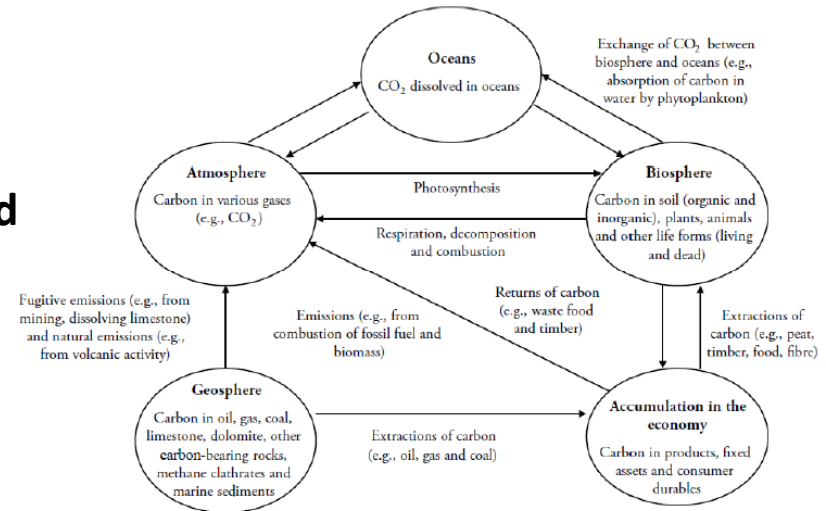 Oceans
CO₂ dissolved in oceans
Exchange of CO₂ between
biosphere and oceans (e.g.,
absorption of carbon in
water by phytoplankton)
d
Atmosphere
Carbon in various gases
(e.g., CO₂)
Photosynthesis
Respiration, decomposition
and combustion
Biosphere
Carbon in soil (organic and
inorganic), plants, animals
and other life forms (living
and dead)
Fugitive emissions (e.g., from
mining, dissolving limestone)
and natural emissions (e.g.,
from volcanic activity)
Emissions (e.g., from
combustion of fossil fuel and
biomass)
Returns of carbon
(e.g., waste food
and timber)
Extractions of
carbon (e.g., peat,
timber, food, fibre)
Geosphere
Carbon in oil, gas, coal,
limestone, dolomite, other
carbon-bearing rocks,
methane clathrates and
marine sediments
Extractions of carbon
(e.g., oil, gas and coal)
Accumulation in the
economy
Carbon in products, fixed
assets and consumer
durables